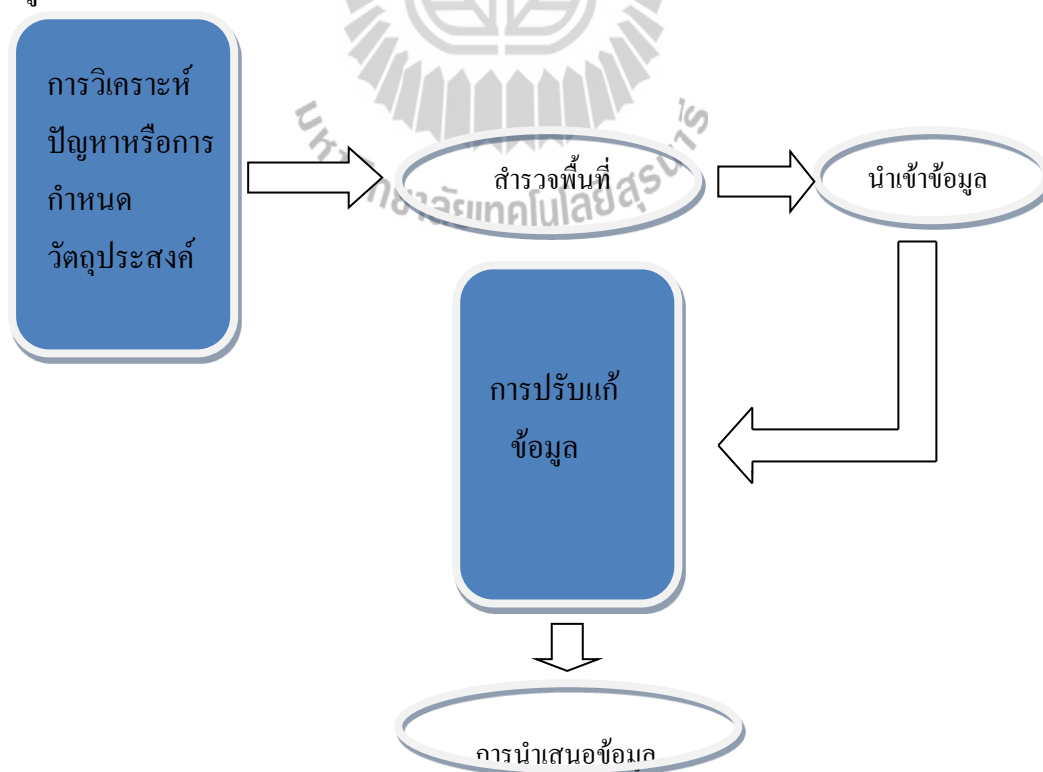 การวิเคราะห์
ปัญหาหรือการ
กำหนด
วัตถุประสงค์
สำรวจพื้นที่
นำเข้าข้อมูล
การปรับแก้
ข้อมูล
การนำเสนอข้อมูล